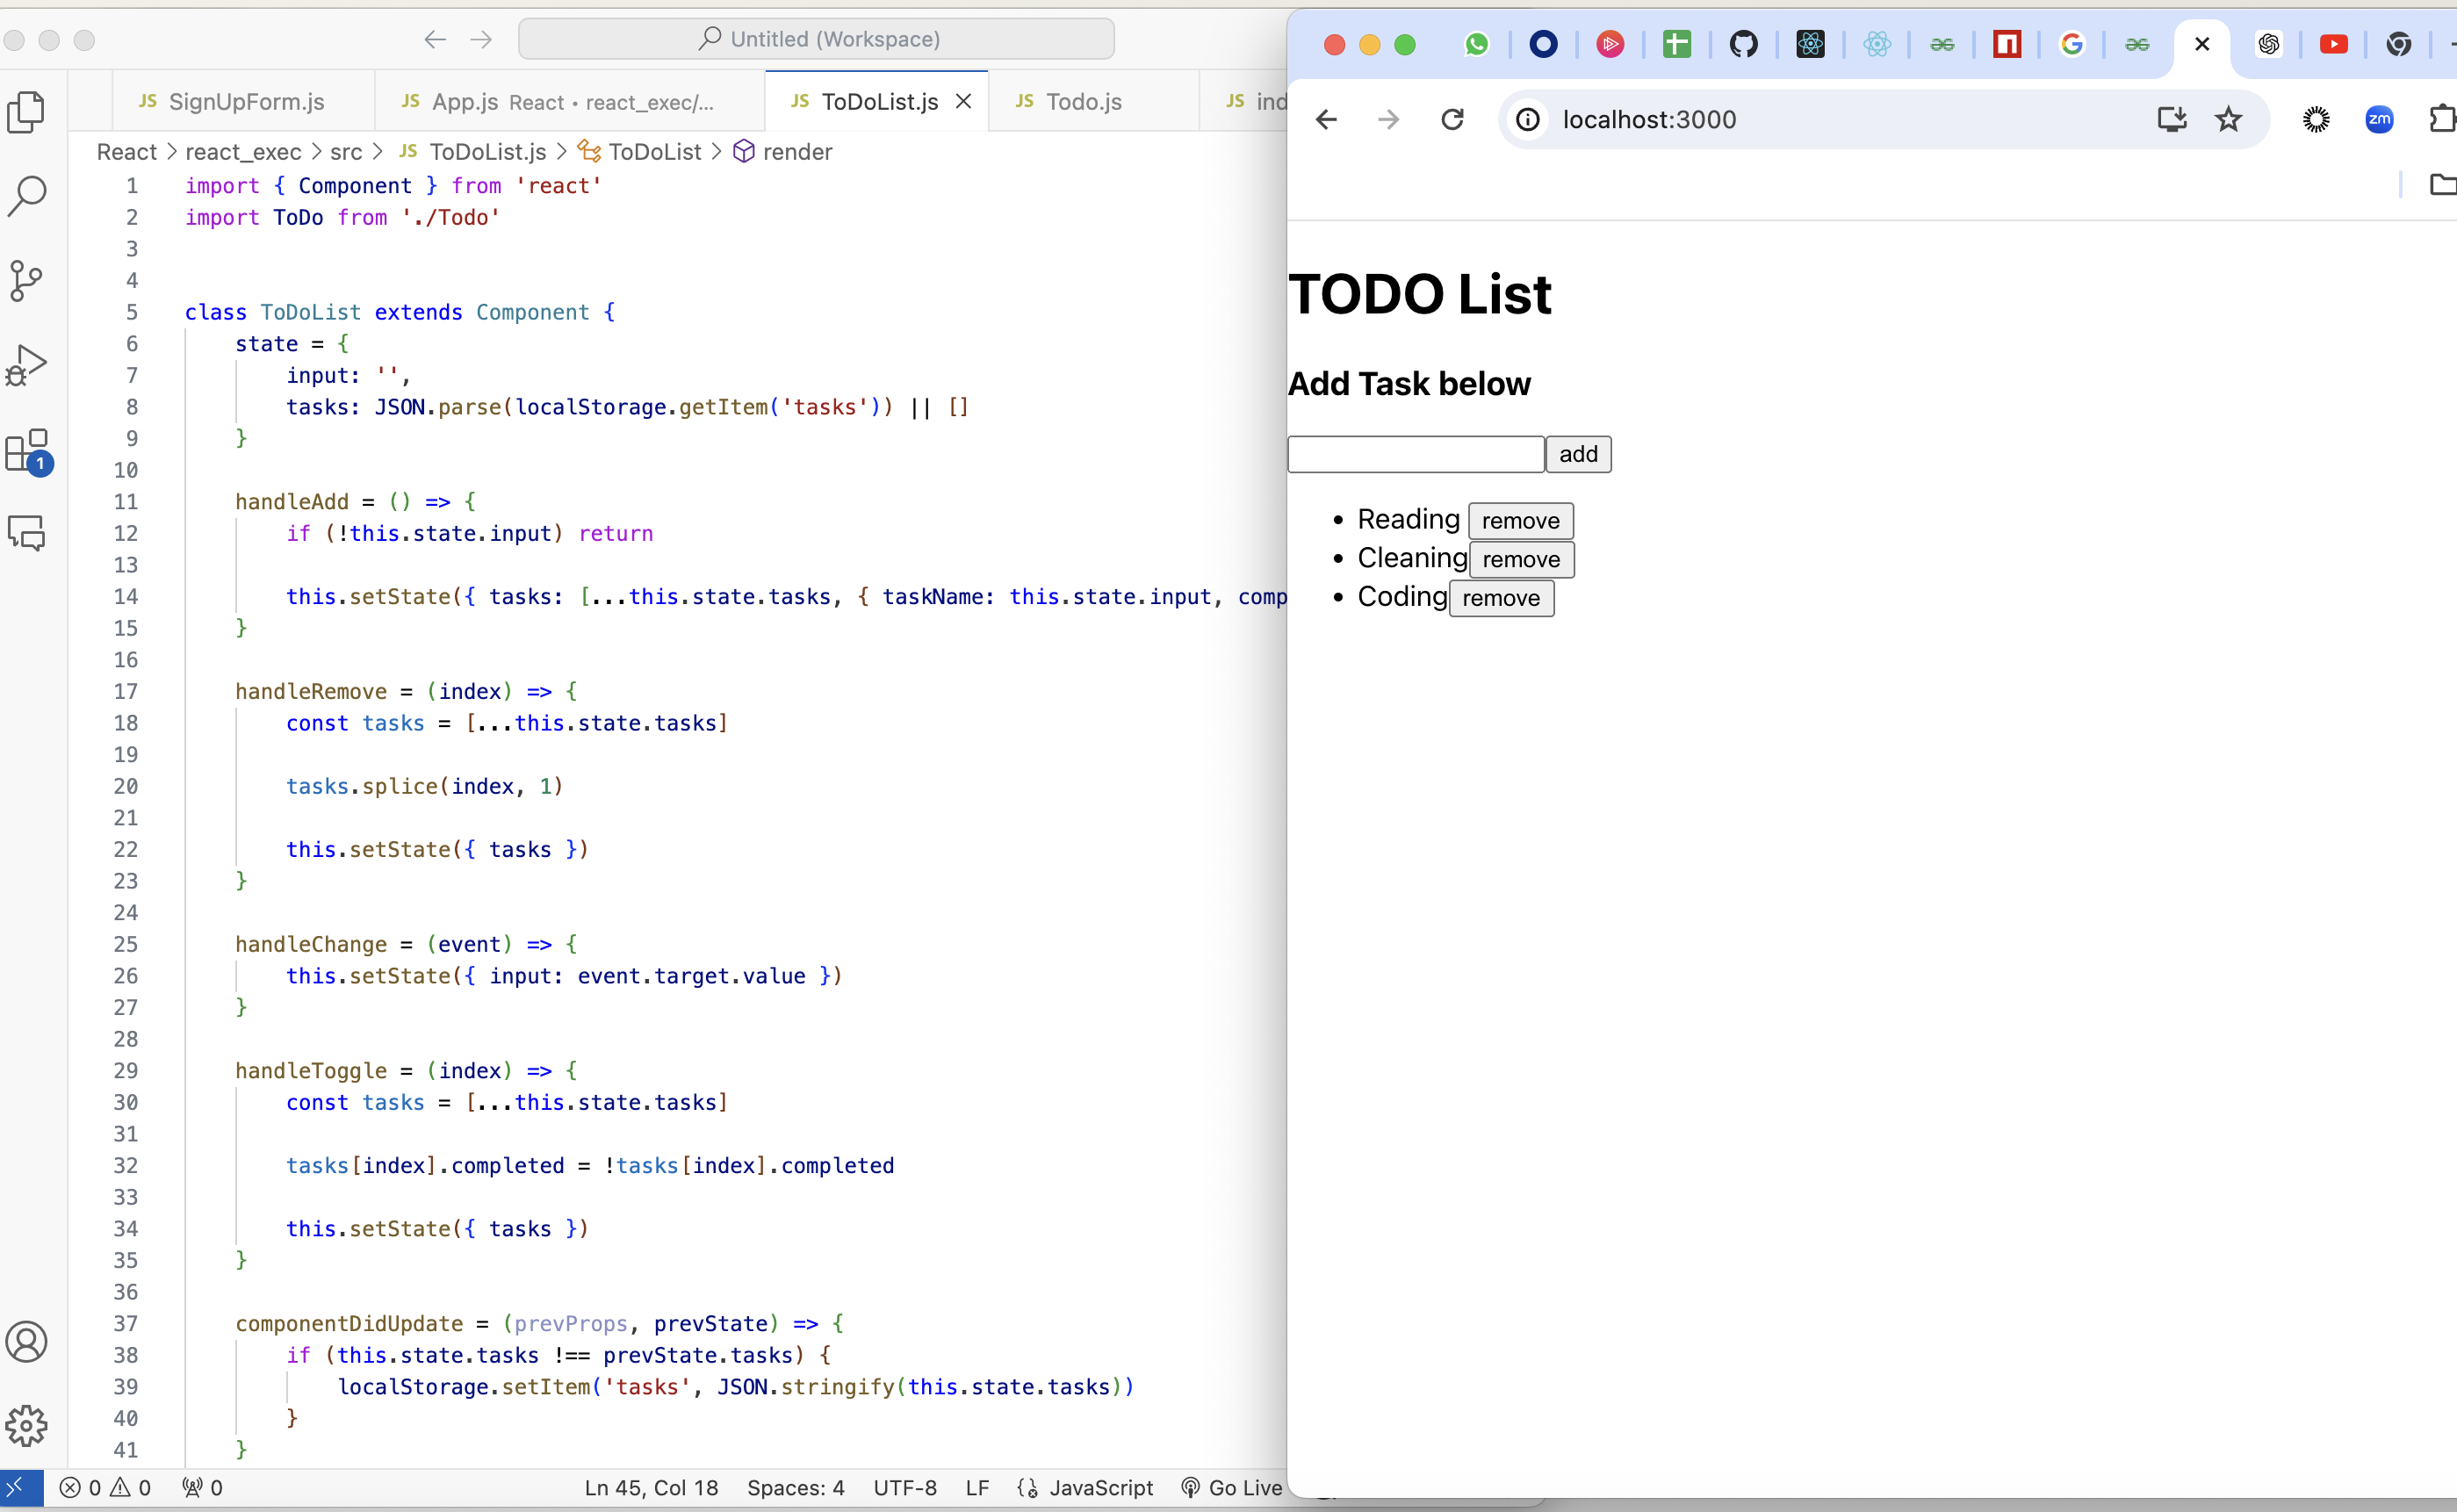 Untitled (Workspace)
JS SignUpForm.js
JS App.js React • react_exec/...
JS ToDoList.js
JS Todo.js
JS ind
React > react_exec > src > JS ToDoList.js > ToDoList > render
1 import { Component } from 'react'
2 import ToDo from './Todo'
3
4
5 class ToDoList extends Component {
6 state = {
7 input: '',
8 tasks: JSON.parse(localStorage.getItem('tasks')) || []
9 }
10
11 handleAdd = () => {
12 if (!this.state.input) return
13
14 this.setState({ tasks: [...this.state.tasks, { taskName: this.state.input, comp
15 }
16
17 handleRemove = (index) => {
18 const tasks = [...this.state.tasks]
19
20 tasks.splice(index, 1)
21
22 this.setState({ tasks })
23 }
24
25 handleChange = (event) => {
26 this.setState({ input: event.target.value })
27 }
28
29 handleToggle = (index) => {
30 const tasks = [...this.state.tasks]
31
32 tasks[index].completed = !tasks[index].completed
33
34 this.setState({ tasks })
35 }
36
37 componentDidUpdate = (prevProps, prevState) => {
38 if (this.state.tasks !== prevState.tasks) {
39 localStorage.setItem('tasks', JSON.stringify(this.state.tasks))
40 }
41 }
1
0 0 0
Ln 45, Col 18
Spaces: 4
UTF-8
LF
JavaScript
Go Live
localhost:3000
zm
TODO List
Add Task below
add
• Reading remove
• Cleaning remove
• Coding remove